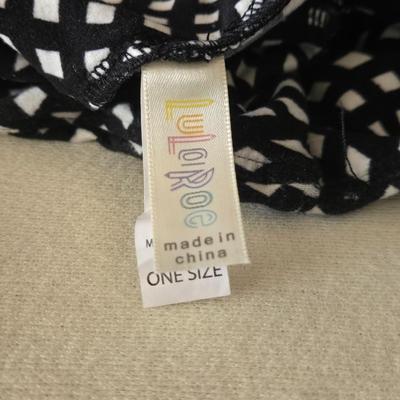 LuLaRoe
made in
china
M
ONE SIZE